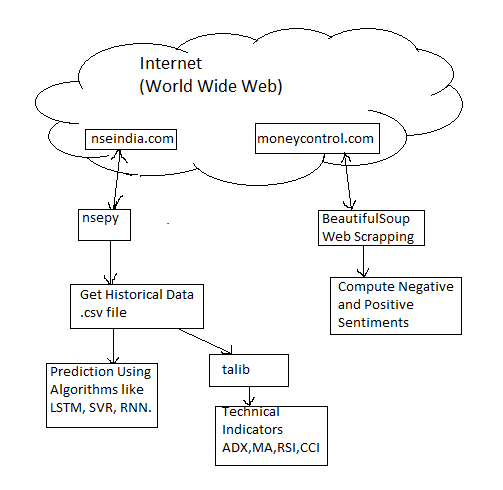 Internet
(World Wide Web)
nseindia.com
moneycontrol.com
nsepy
BeautifulSoup
Web Scrapping
Get Historical Data
.csv file
Compute Negative
and Positive
Sentiments
Prediction Using
Algorithms like
LSTM, SVR, RNN.
talib
Technical
Indicators
ADX,MA,RSI,CCI